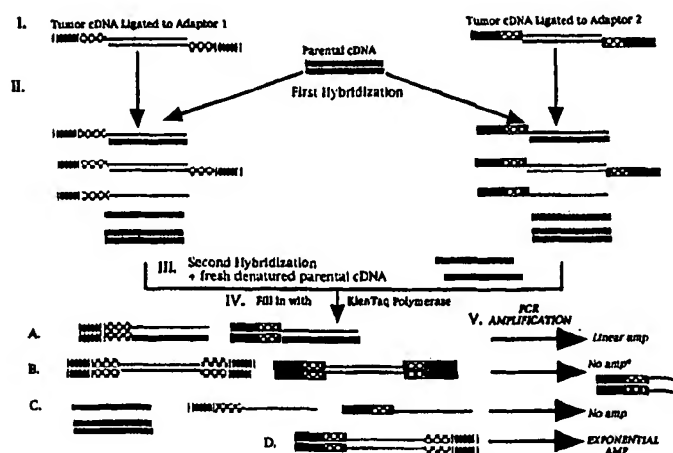 I.
Tumor cDNA Ligated to Adaptor 1
Tumor cDNA Ligated to Adaptor 2
Parental cDNA
II.
First Hybridization
III. Second Hybridization
+ fresh denatured parental cDNA
IV. Fill in with KlenTaq Polymerase
V. PCR
AMPLIFICATION
A.
Linear amp
B.
No amp*
C.
No amp
D.
EXPONENTIAL
AMP